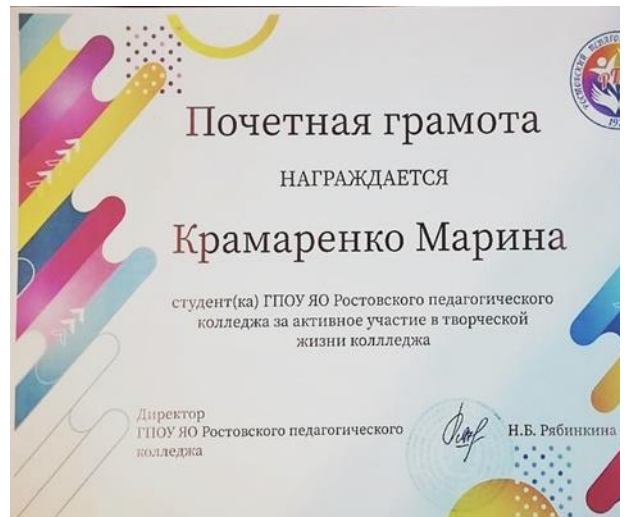 Почетная грамота
НАГРАЖДАЕТСЯ
Крамаренко Марина
студент(ка) ГПОУ ЯО Ростовского педагогического
колледжа за активное участие в творческой
жизни коллледжа
Директор
ГПОУ ЯО Ростовского педагогического
колледжа
Н.Б. Рябинкина